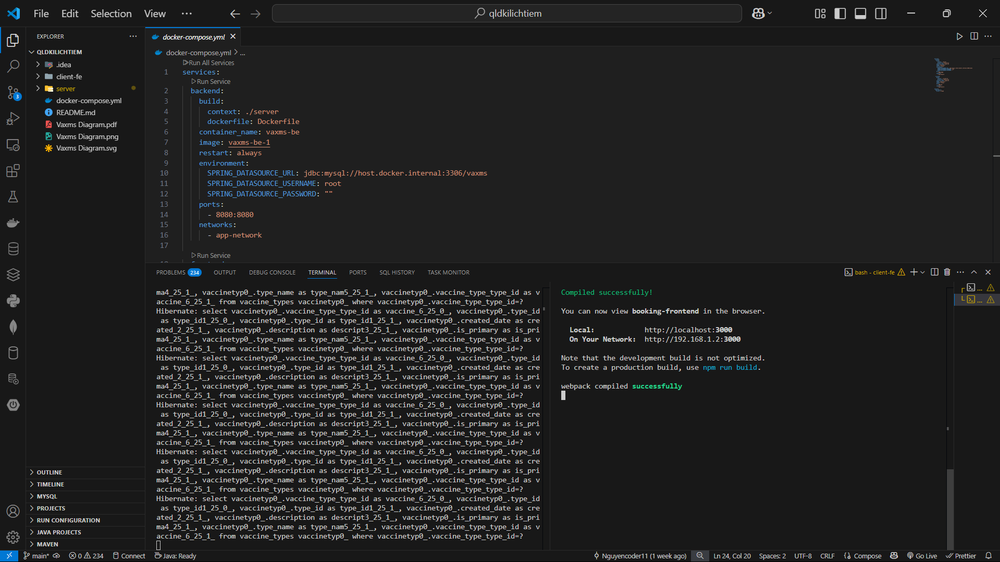 File Edit Selection View ···
qldkilichtiem
EXPLORER
QLDKILICHTIEM
.idea
client-fe
server
docker-compose.yml
README.md
Vaxms Diagram.pdf
Vaxms Diagram.png
Vaxms Diagram.svg
OUTLINE
TIMELINE
MYSQL
PROJECTS
RUN CONFIGURATION
JAVA PROJECTS
MAVEN
3
docker-compose.yml
docker-compose.yml > ...
Run All Services
1 services:
Run Service
2 backend:
3 build:
4 context: ./server
5 dockerfile: Dockerfile
6 container_name: vaxms-be
7 image: vaxms-be-1
8 restart: always
9 environment:
10 SPRING_DATASOURCE_URL: jdbc:mysql://host.docker.internal:3306/vaxms
11 SPRING_DATASOURCE_USERNAME: root
12 SPRING_DATASOURCE_PASSWORD: ""
13 ports:
14 - 8080:8080
15 networks:
16 - app-network
17
Run Service
PROBLEMS 234 OUTPUT DEBUG CONSOLE TERMINAL PORTS SQL HISTORY TASK MONITOR
bash - client-fe
ma4_25_1_, vaccinetyp0_.type_name as type_nam5_25_1_, vaccinetyp0_.vaccine_type_type_id as v
accine_6_25_1_ from vaccine_types vaccinetyp0_ where vaccinetyp0_.vaccine_type_type_id=?
Hibernate: select vaccinetyp0_.vaccine_type_type_id as vaccine_6_25_0_, vaccinetyp0_.type_id
as type_id1_25_0_, vaccinetyp0_.type_id as type_id1_25_1_, vaccinetyp0_.created_date as cre
ated_2_25_1_, vaccinetyp0_.description as descript3_25_1_, vaccinetyp0_.is_primary as is_pri
ma4_25_1_, vaccinetyp0_.type_name as type_nam5_25_1_, vaccinetyp0_.vaccine_type_type_id as v
accine_6_25_1_ from vaccine_types vaccinetyp0_ where vaccinetyp0_.vaccine_type_type_id=?
Hibernate: select vaccinetyp0_.vaccine_type_type_id as vaccine_6_25_0_, vaccinetyp0_.type_id
as type_id1_25_0_, vaccinetyp0_.type_id as type_id1_25_1_, vaccinetyp0_.created_date as cre
ated_2_25_1_, vaccinetyp0_.description as descript3_25_1_, vaccinetyp0_.is_primary as is_pri
ma4_25_1_, vaccinetyp0_.type_name as type_nam5_25_1_, vaccinetyp0_.vaccine_type_type_id as v
accine_6_25_1_ from vaccine_types vaccinetyp0_ where vaccinetyp0_.vaccine_type_type_id=?
Hibernate: select vaccinetyp0_.vaccine_type_type_id as vaccine_6_25_0_, vaccinetyp0_.type_id
as type_id1_25_0_, vaccinetyp0_.type_id as type_id1_25_1_, vaccinetyp0_.created_date as cre
ated_2_25_1_, vaccinetyp0_.description as descript3_25_1_, vaccinetyp0_.is_primary as is_pri
ma4_25_1_, vaccinetyp0_.type_name as type_nam5_25_1_, vaccinetyp0_.vaccine_type_type_id as v
accine_6_25_1_ from vaccine_types vaccinetyp0_ where vaccinetyp0_.vaccine_type_type_id=?
Hibernate: select vaccinetyp0_.vaccine_type_type_id as vaccine_6_25_0_, vaccinetyp0_.type_id
as type_id1_25_0_, vaccinetyp0_.type_id as type_id1_25_1_, vaccinetyp0_.created_date as cre
ated_2_25_1_, vaccinetyp0_.description as descript3_25_1_, vaccinetyp0_.is_primary as is_pri
ma4_25_1_, vaccinetyp0_.type_name as type_nam5_25_1_, vaccinetyp0_.vaccine_type_type_id as v
accine_6_25_1_ from vaccine_types vaccinetyp0_ where vaccinetyp0_.vaccine_type_type_id=?
Hibernate: select vaccinetyp0_.vaccine_type_type_id as vaccine_6_25_0_, vaccinetyp0_.type_id
as type_id1_25_0_, vaccinetyp0_.type_id as type_id1_25_1_, vaccinetyp0_.created_date as cre
ated_2_25_1_, vaccinetyp0_.description as descript3_25_1_, vaccinetyp0_.is_primary as is_pri
ma4_25_1_, vaccinetyp0_.type_name as type_nam5_25_1_, vaccinetyp0_.vaccine_type_type_id as v
accine_6_25_1_ from vaccine_types vaccinetyp0_ where vaccinetyp0_.vaccine_type_type_id=?
Compiled successfully!
You can now view booking-frontend in the browser.
Local: http://localhost:3000
On Your Network: http://192.168.1.2:3000
Note that the development build is not optimized.
To create a production build, use npm run build.
webpack compiled successfully
main* 0 234 Connect Java: Ready
Nguyencoder11 (1 week ago) Ln 24, Col 20 Spaces: 2 UTF-8 CRLF {} Compose Go Live Prettier